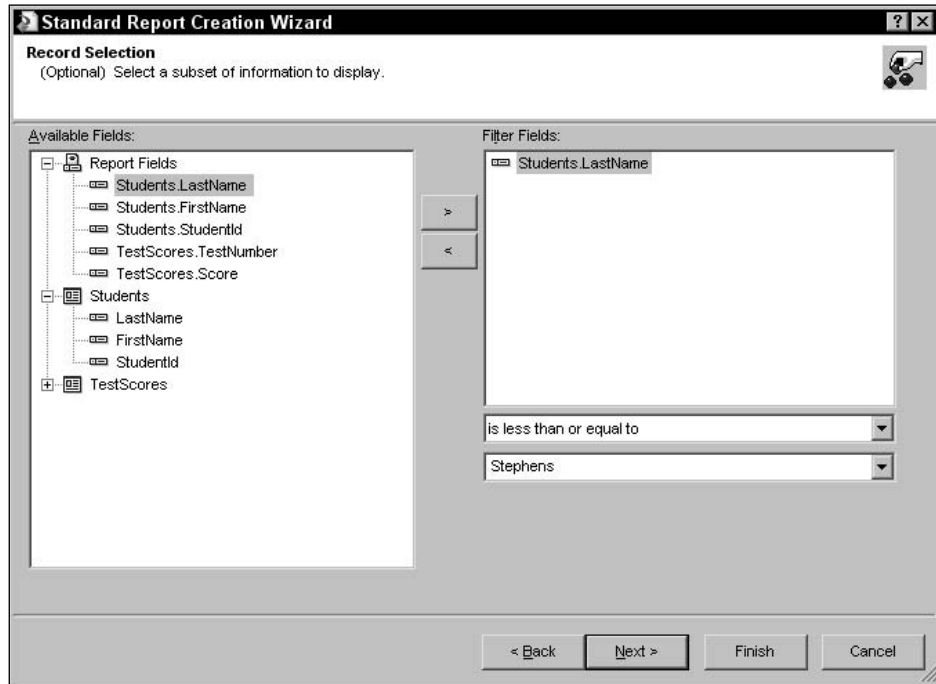 Standard Report Creation Wizard
Record Selection
(Optional) Select a subset of information to display.
Available Fields:
Report Fields
Students.LastName
Students.FirstName
Students.StudentId
TestScores.TestNumber
TestScores.Score
Students
LastName
FirstName
StudentId
TestScores
>
<
Filter Fields:
Students.LastName
is less than or equal to
Stephens
< Back Next > Finish Cancel